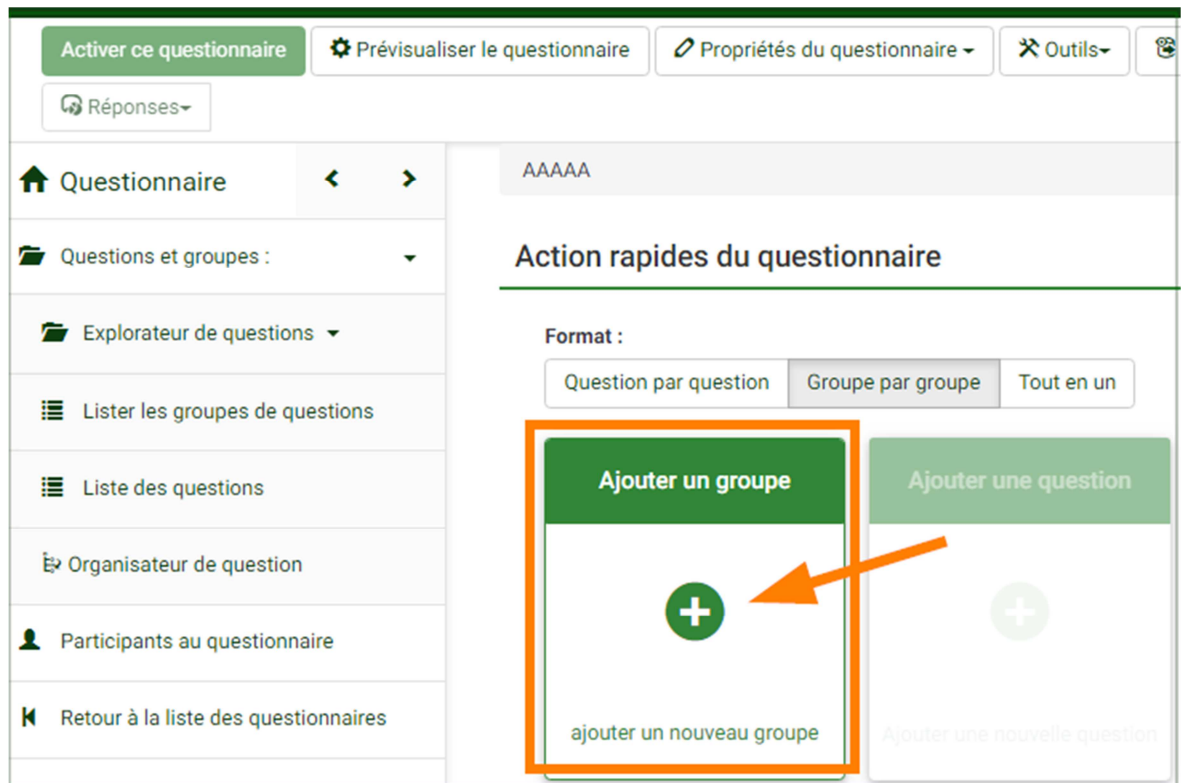 Activer ce questionnaire
Prévisualiser le questionnaire
Propriétés du questionnaire
Outils
Réponses
Questionnaire
AAAAA
Questions et groupes :
Action rapides du questionnaire
Explorateur de questions
Format :
Question par question
Groupe par groupe
Tout en un
Lister les groupes de questions
Liste des questions
Organisateur de question
Participants au questionnaire
Retour à la liste des questionnaires
Ajouter un groupe
ajouter un nouveau groupe
Ajouter une question
Ajouter une nouvelle question